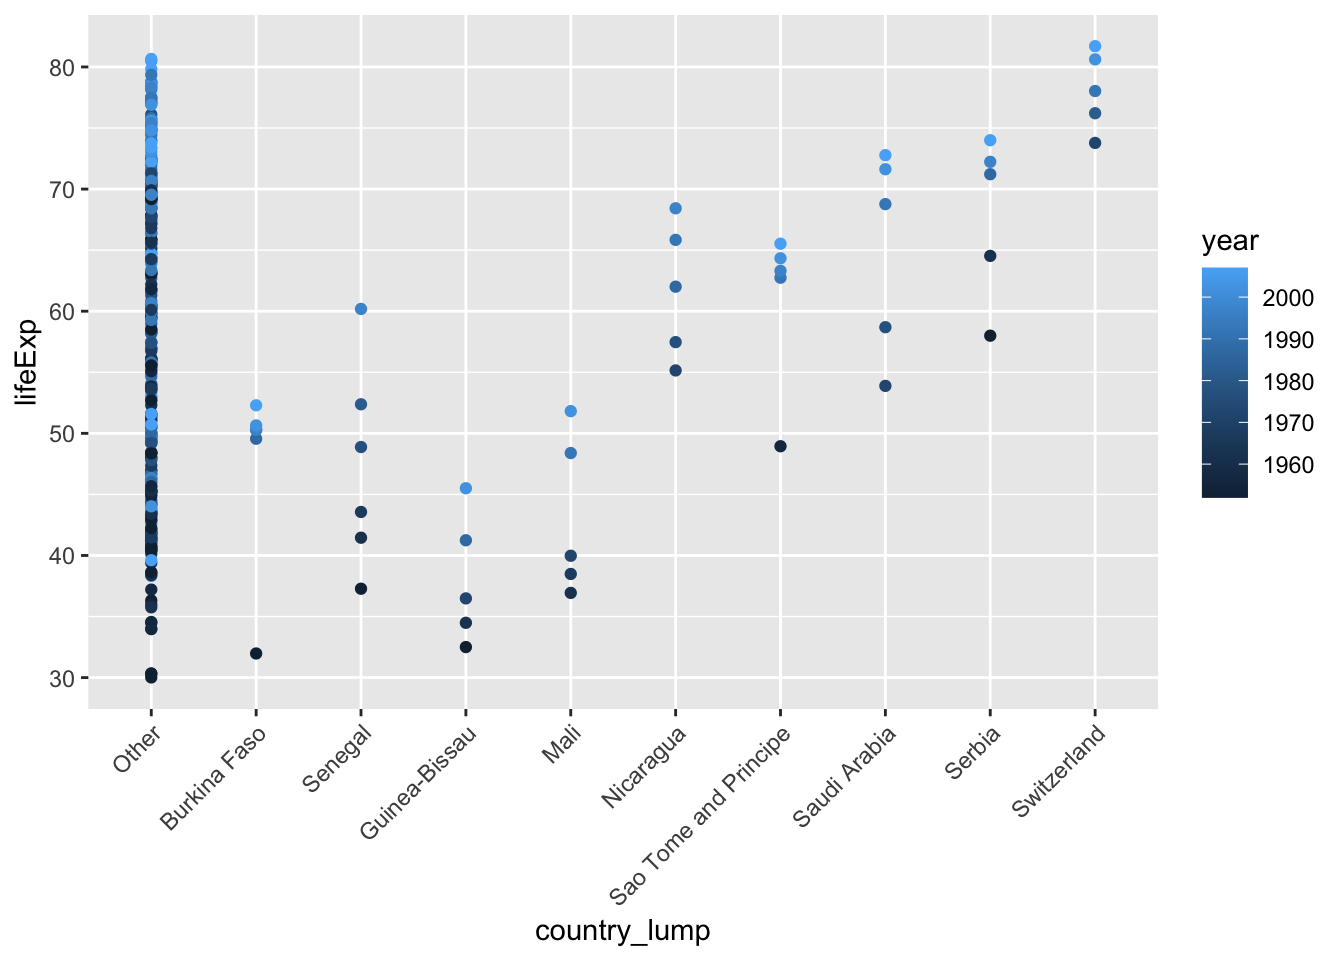 80
70
60
50
40
30
lifeExp
Other
Burkina Faso
Senegal
Guinea-Bissau
Mali
Nicaragua
Sao Tome and Principe
Saudi Arabia
Serbia
Switzerland
country_lump
year
2000
1990
1980
1970
1960